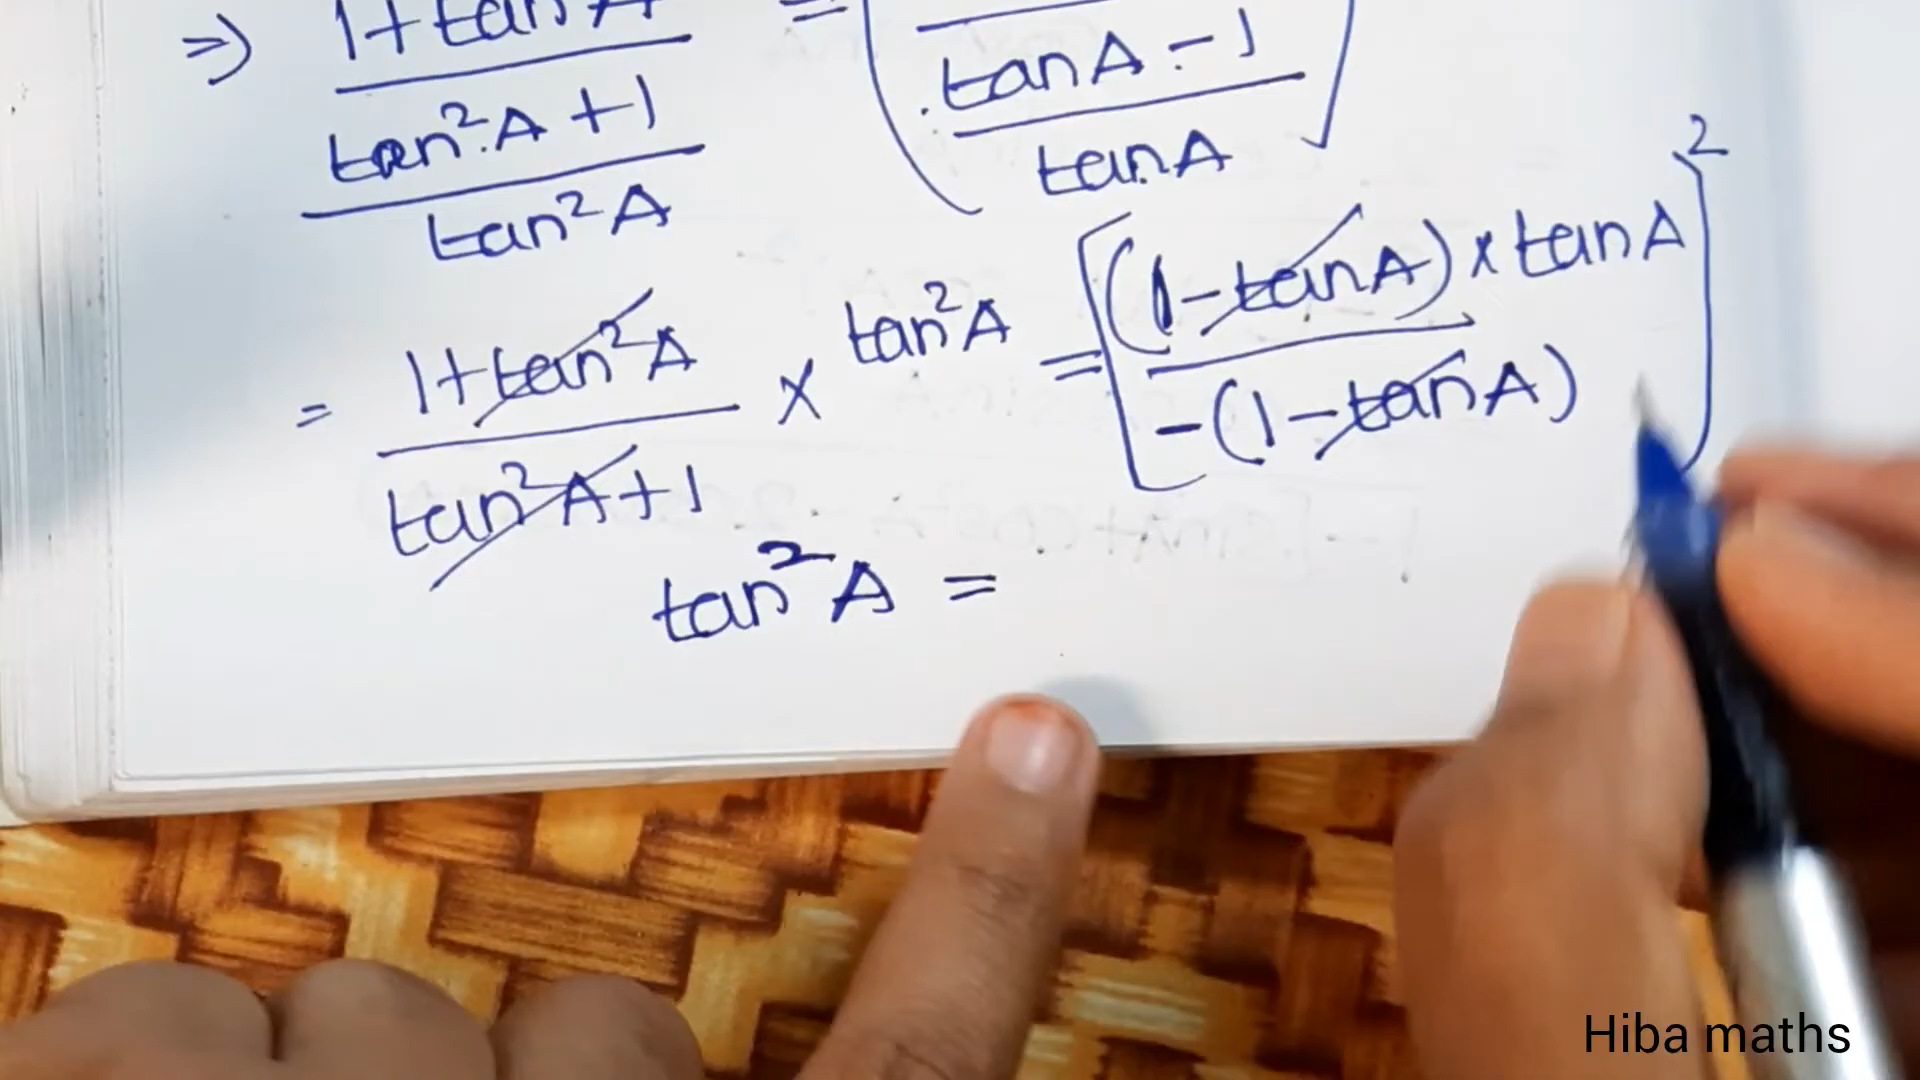 ⇒ 1+tan²A =
tan²A+1 tanA-1
tan²A tanA
= 1+tan²A × tan²A = [(1-tanA)×tanA]²
tan²A+1 -(1-tanA)
tan²A =
Hiba maths